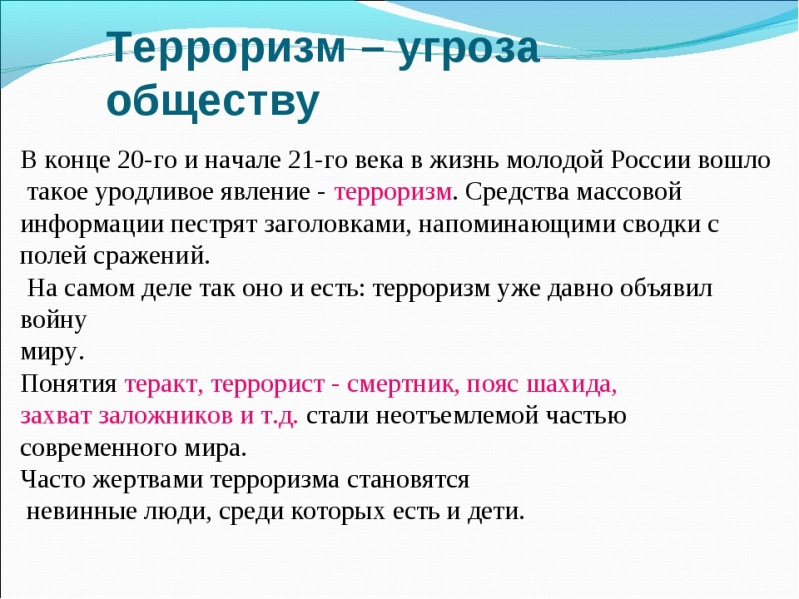 Терроризм – угроза
обществу
В конце 20-го и начале 21-го века в жизнь молодой России вошло
такое уродливое явление - терроризм. Средства массовой
информации пестрят заголовками, напоминающими сводки с
полей сражений.
На самом деле так оно и есть: терроризм уже давно объявил
войну
миру.
Понятия теракт, террорист - смертник, пояс шахида,
захват заложников и т.д. стали неотъемлемой частью
современного мира.
Часто жертвами терроризма становятся
невинные люди, среди которых есть и дети.